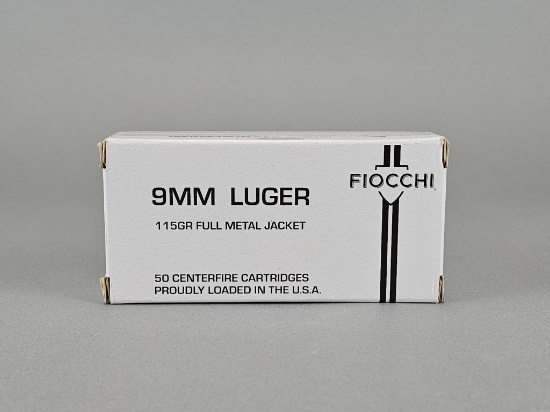 9MM LUGER
FIOCCHI
115GR FULL METAL JACKET
50 CENTERFIRE CARTRIDGES
PROUDLY LOADED IN THE U.S.A.